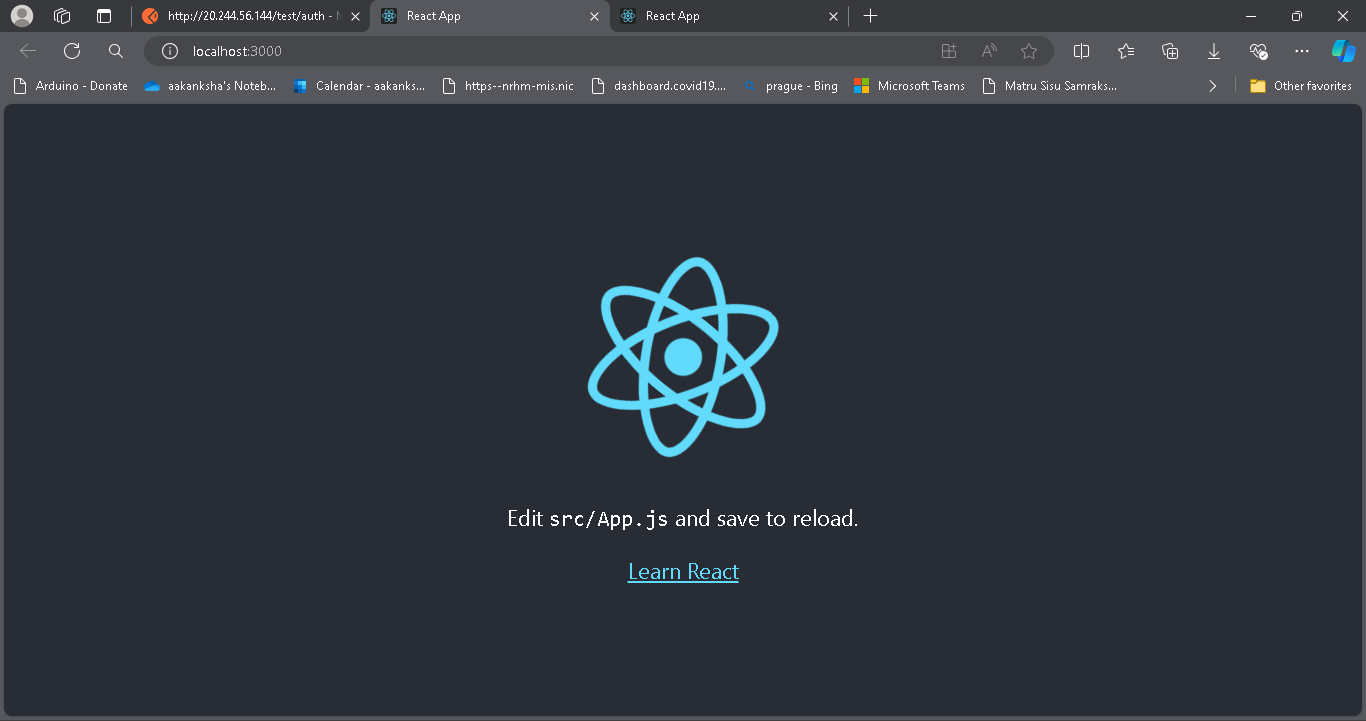 http://20.244.56.144/test/auth -
React App
React App
localhost:3000
Arduino - Donate
aakanksha's Noteb...
Calendar - aakanks...
https--nrhm-mis.nic
dashboard.covid19....
prague - Bing
Microsoft Teams
Matru Sisu Samraks...
Other favorites
Edit src/App.js and save to reload.
Learn React